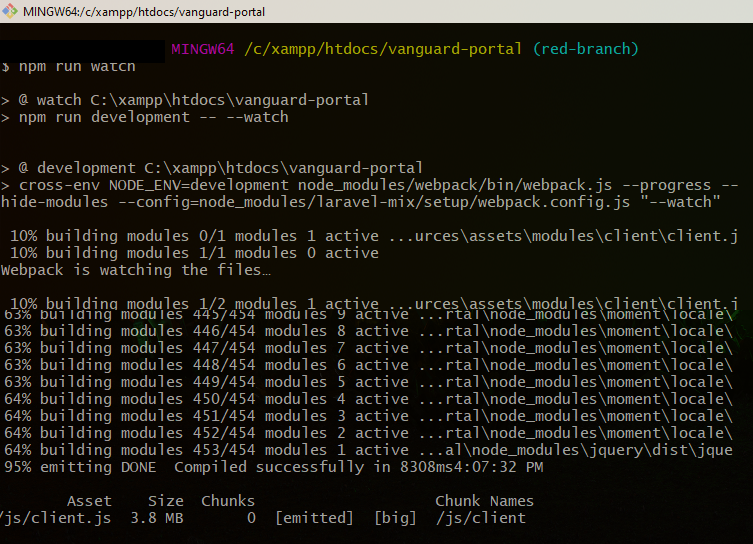 MINGW64:/c/xampp/htdocs/vanguard-portal
MINGW64 /c/xampp/htdocs/vanguard-portal (red-branch)
$ npm run watch
> @ watch C:\xampp\htdocs\vanguard-portal
> npm run development -- --watch
> @ development C:\xampp\htdocs\vanguard-portal
> cross-env NODE_ENV=development node_modules/webpack/bin/webpack.js --progress --
hide-modules --config=node_modules/laravel-mix/setup/webpack.config.js "--watch"
10% building modules 0/1 modules 1 active ...urces\assets\modules\client\client.j
10% building modules 1/1 modules 0 active
Webpack is watching the files…
10% building modules 1/2 modules 1 active ...urces\assets\modules\client\client.j
63% building modules 445/454 modules 9 active ...rtal\node_modules\moment\locale\
63% building modules 446/454 modules 8 active ...rtal\node_modules\moment\locale\
63% building modules 447/454 modules 7 active ...rtal\node_modules\moment\locale\
63% building modules 448/454 modules 6 active ...rtal\node_modules\moment\locale\
63% building modules 449/454 modules 5 active ...rtal\node_modules\moment\locale\
64% building modules 450/454 modules 4 active ...rtal\node_modules\moment\locale\
64% building modules 451/454 modules 3 active ...rtal\node_modules\moment\locale\
64% building modules 452/454 modules 2 active ...rtal\node_modules\moment\locale\
64% building modules 453/454 modules 1 active ...al\node_modules\jquery\dist\jque
95% emitting DONE  Compiled successfully in 8308ms4:07:32 PM
Asset Size Chunks Chunk Names
/js/client.js 3.8 MB 0 [emitted] [big] /js/client